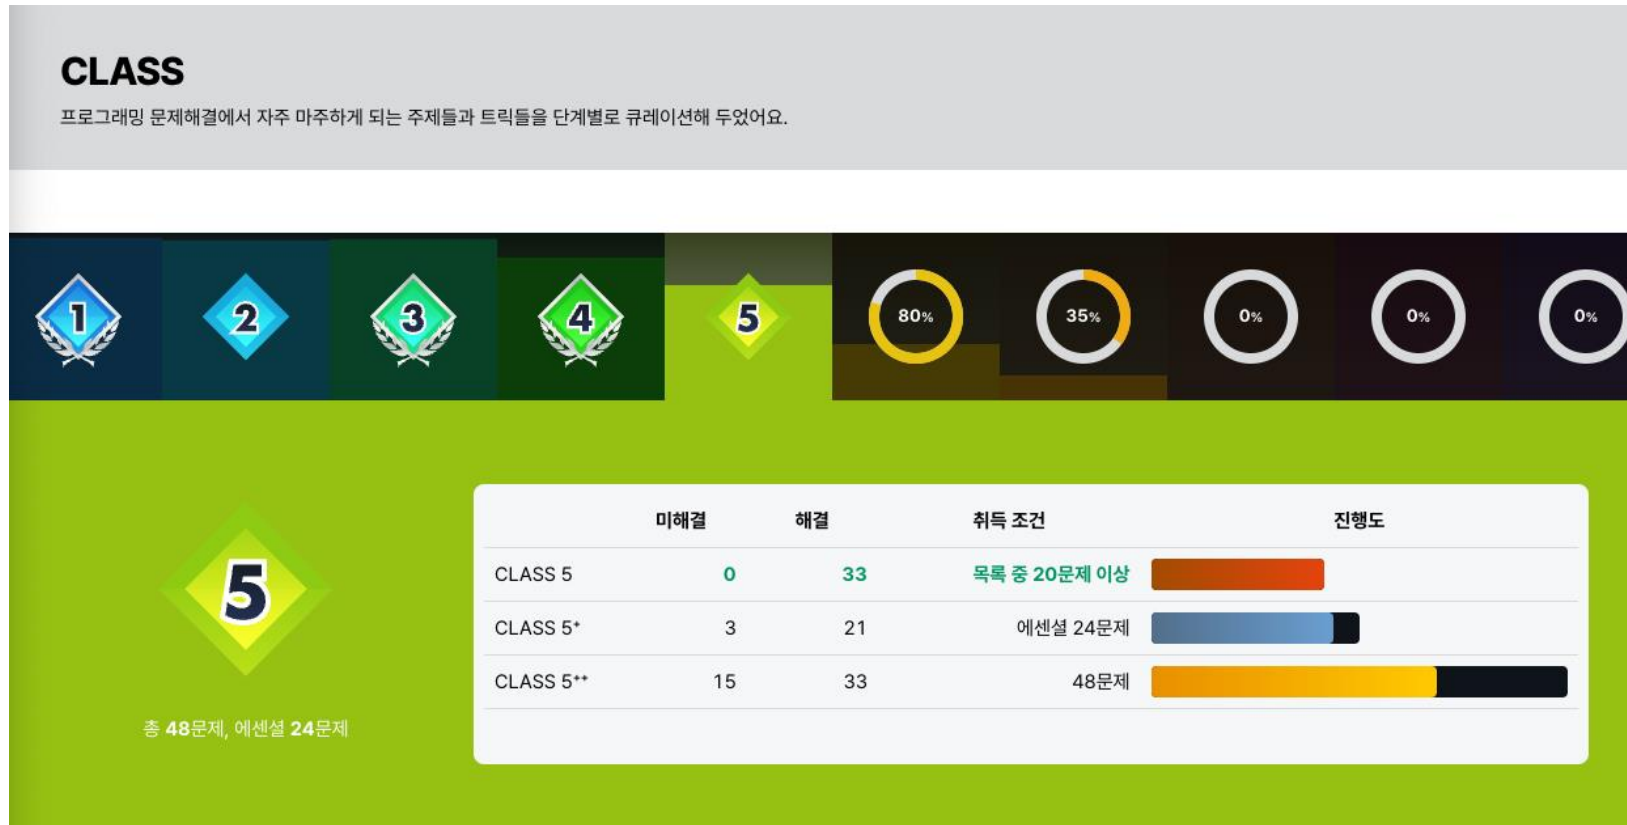 CLASS
프로그래밍 문제해결에서 자주 마주하게 되는 주제들과 트릭들을 단계별로 큐레이션해 두었어요.
1 2 3 4 5 80% 35% 0% 0% 0%
5
총 48문제, 에센셜 24문제
미해결 해결 취득 조건 진행도
CLASS 5 0 33 목록 중 20문제 이상
CLASS 5+ 3 21 에센셜 24문제
CLASS 5++ 15 33 48문제